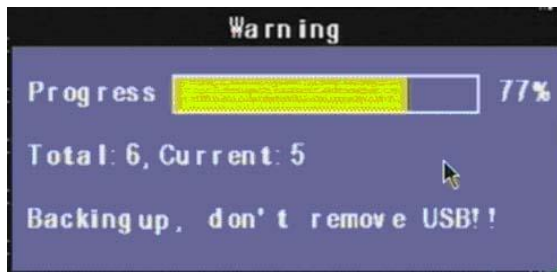 Warning
Progress 77%
Total: 6, Current: 5
Backing up, don't remove USB!!